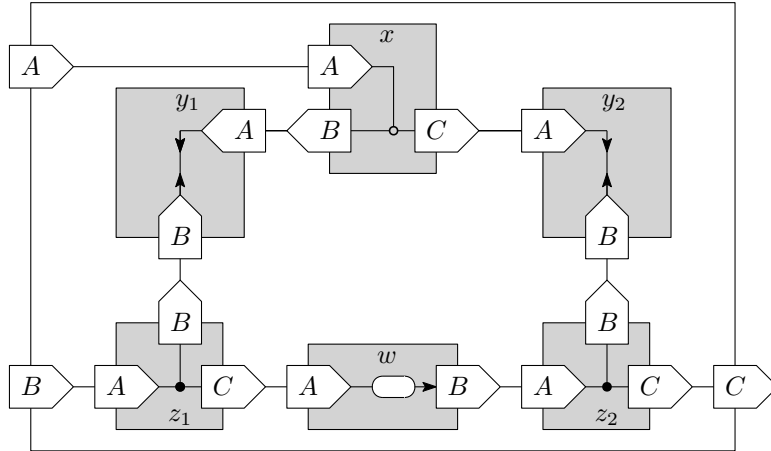 x
A A
y₁ A B C A y₂
B B
B B
w
B A C A B A C C
z₁ z₂